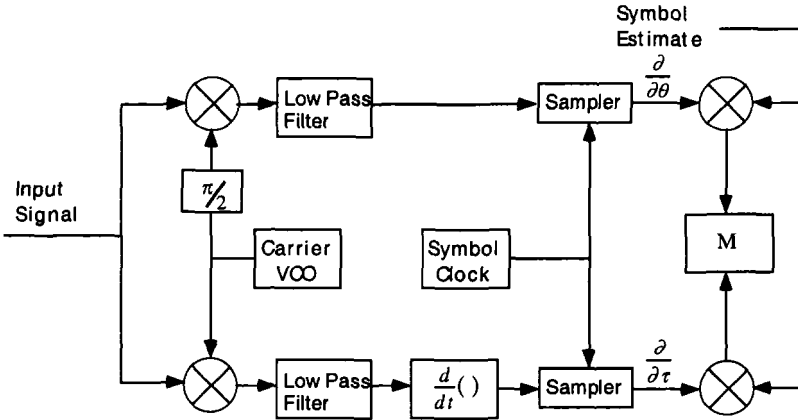 Symbol
Estimate
∂/∂θ
Low Pass
Filter
Sampler
π/2
Input
Signal
Carrier
VCO
Symbol
Clock
M
∂/∂τ
Low Pass
Filter
d/dt()
Sampler